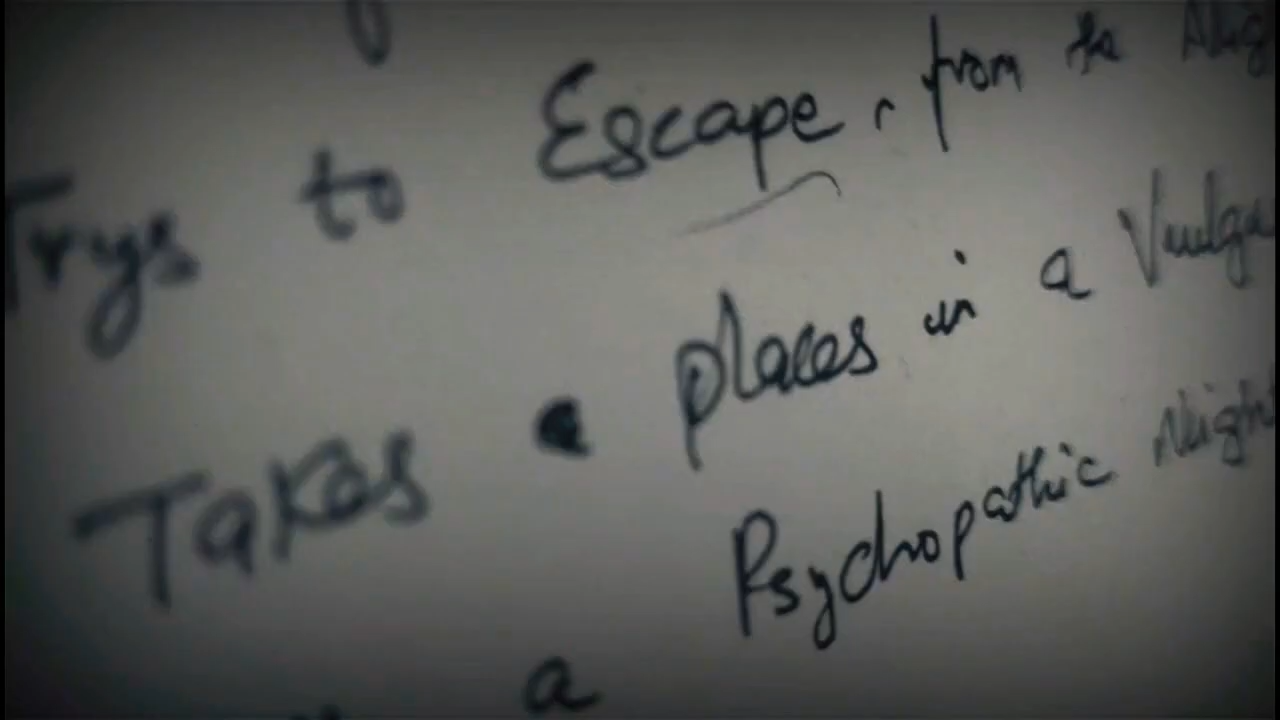 Trys to Escape, from the
Takes places in a
a Psychopathic